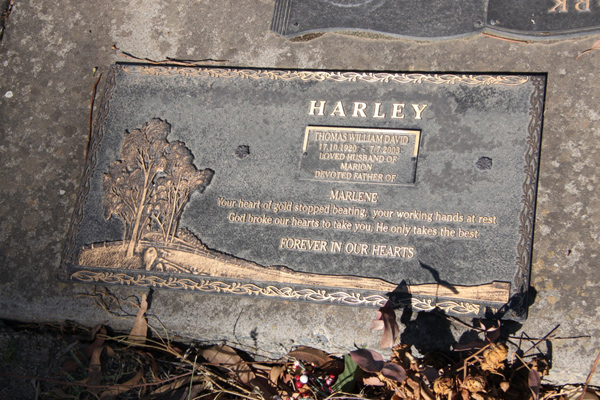 HARLEY
THOMAS WILLIAM DAVID
17.10.1920 - 7.7.2003
LOVED HUSBAND OF
MARION
DEVOTED FATHER OF
MARLENE
Your heart of gold stopped beating, your working hands at rest
God broke our hearts to take you, He only takes the best
FOREVER IN OUR HEARTS